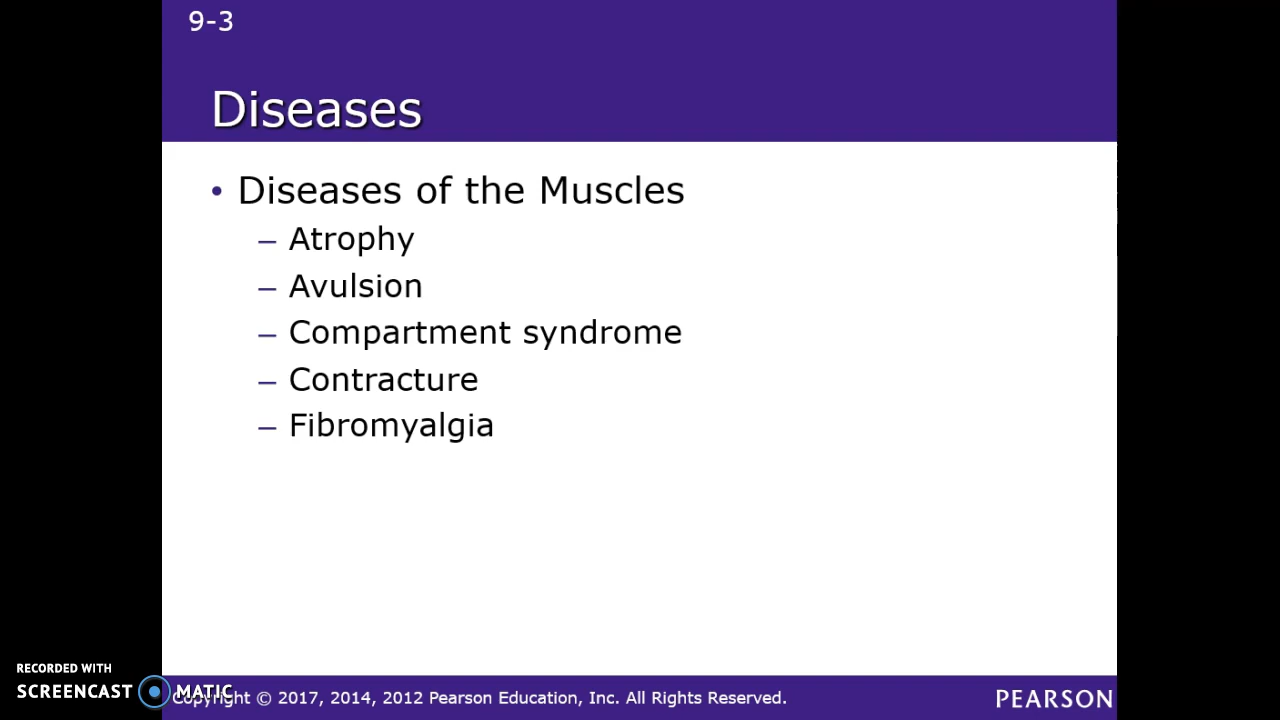 9-3
Diseases
• Diseases of the Muscles
– Atrophy
– Avulsion
– Compartment syndrome
– Contracture
– Fibromyalgia
RECORDED WITH
SCREENCAST MATIC
Copyright © 2017, 2014, 2012 Pearson Education, Inc. All Rights Reserved.
PEARSON